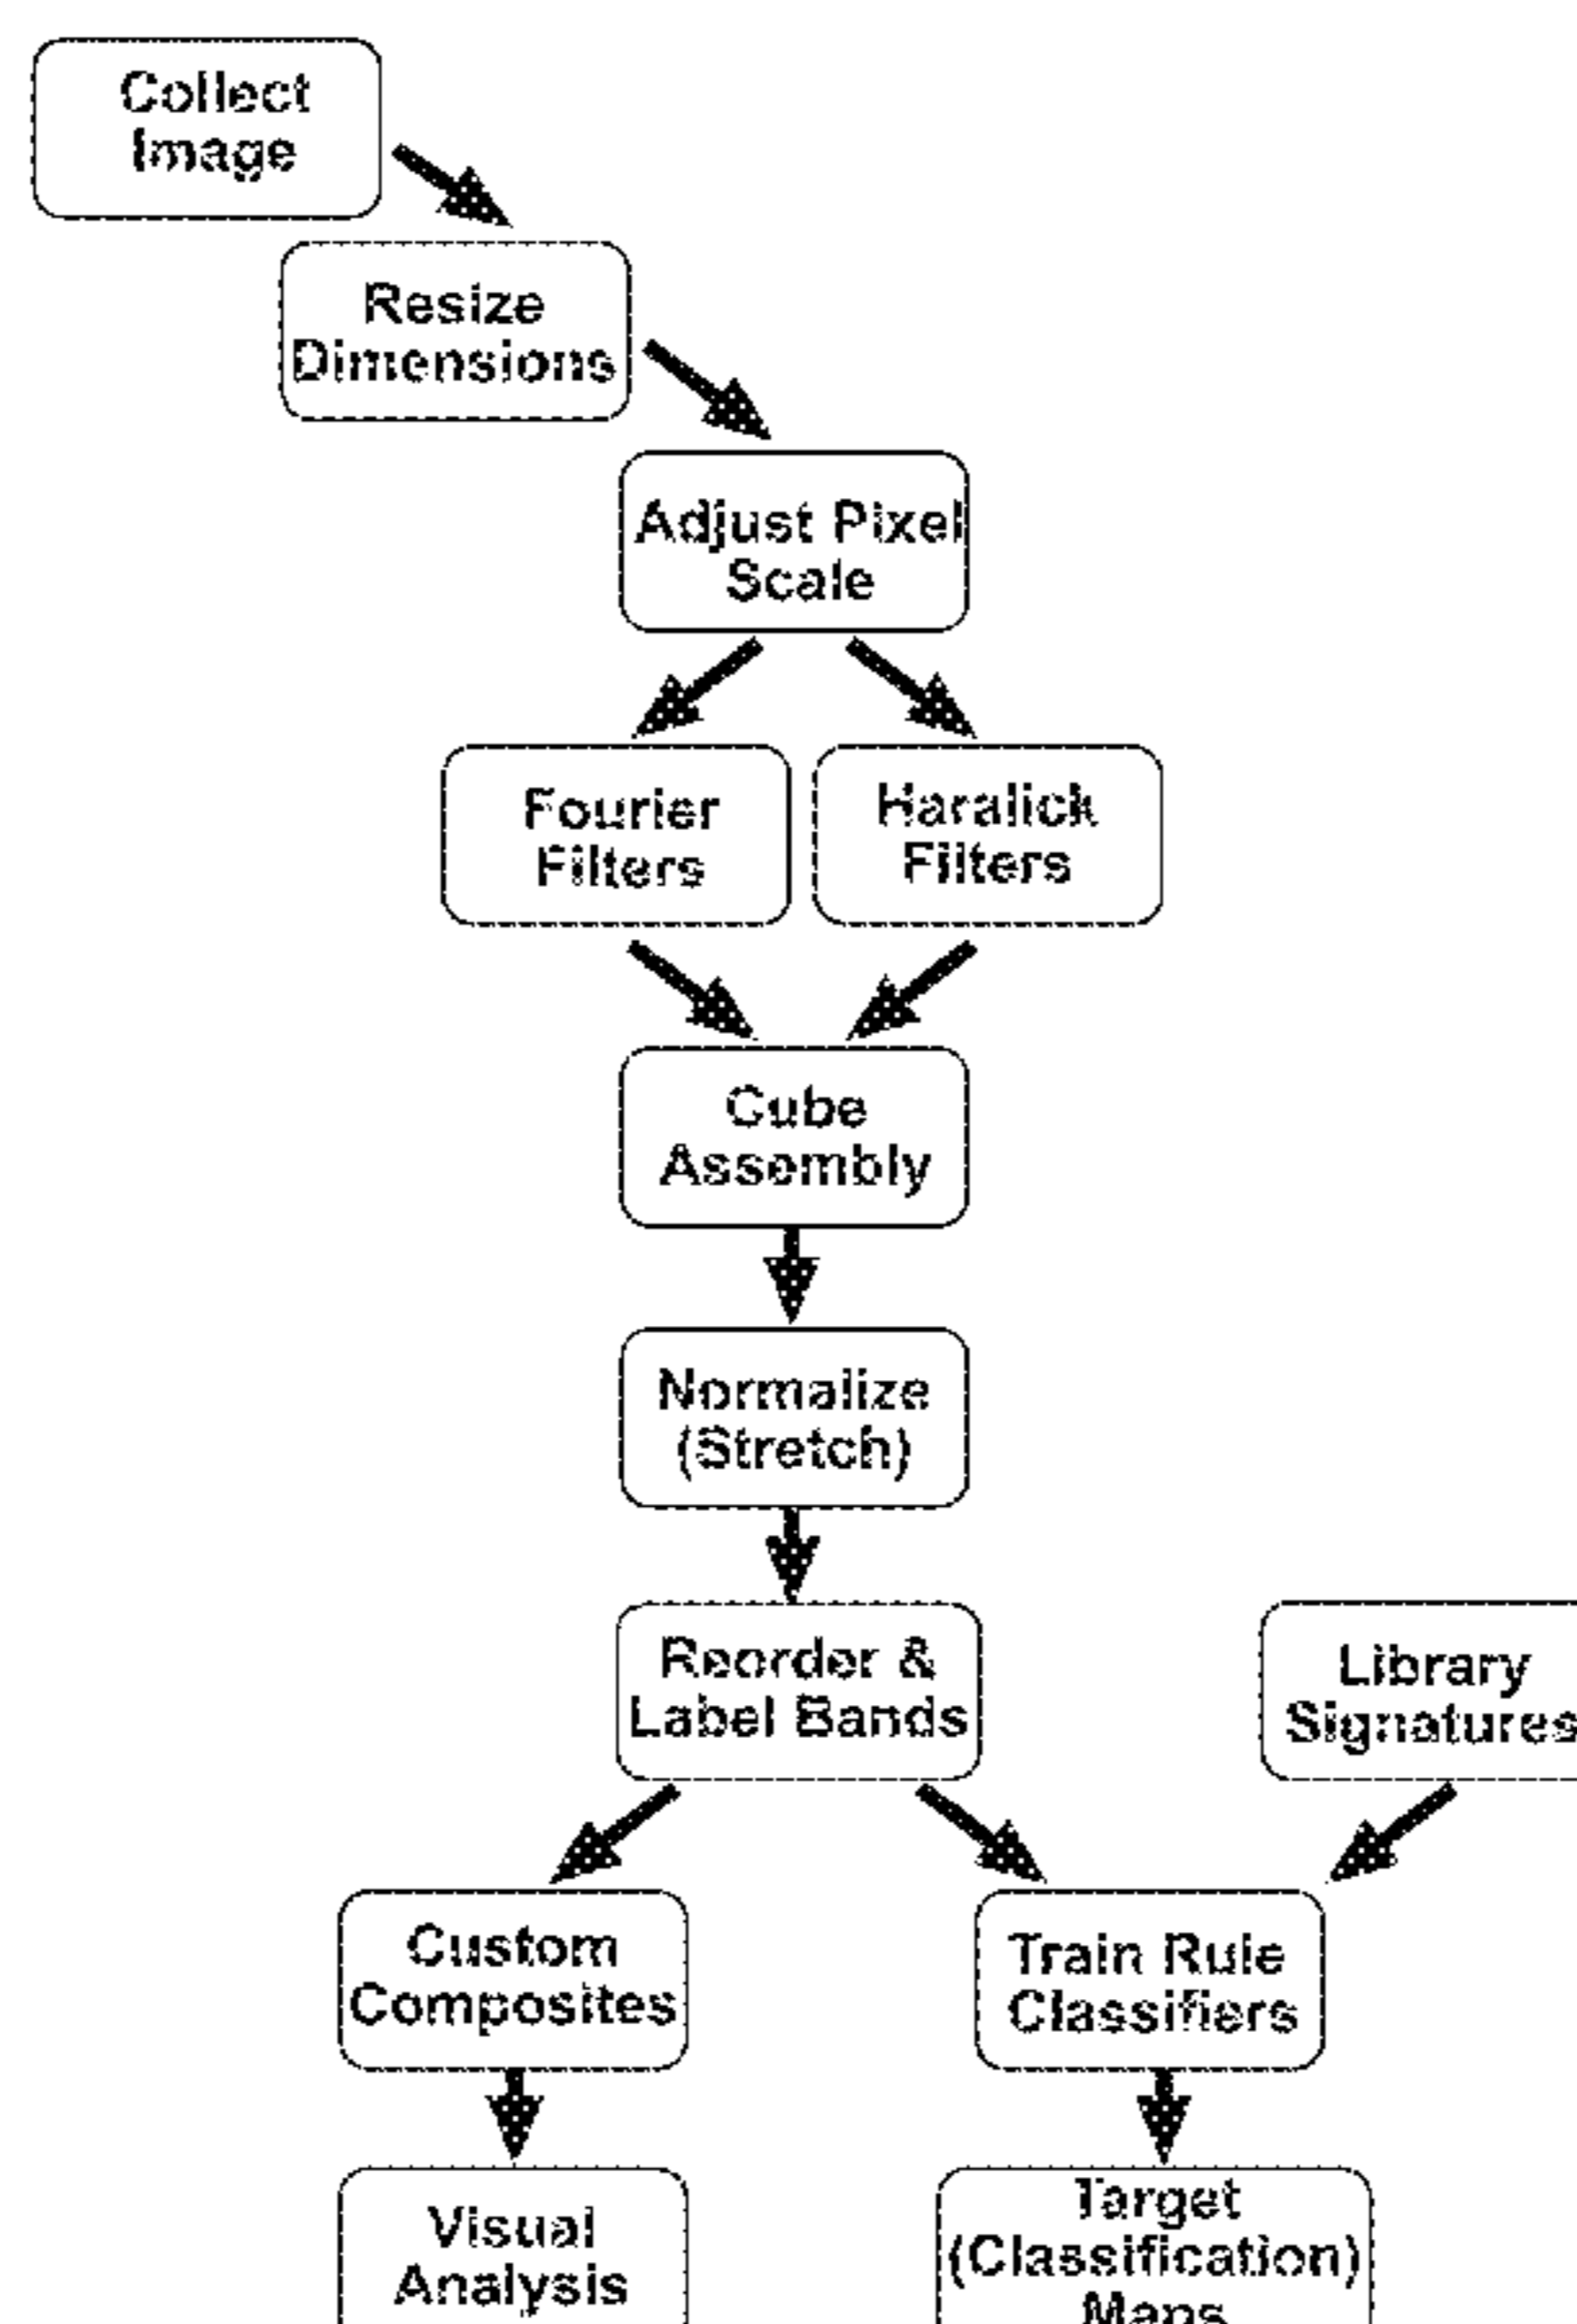 Collect
Image
Resize
Dimensions
Adjust Pixel
Scale
Fourier
Filters
Haralick
Filters
Cube
Assembly
Normalize
(Stretch)
Reorder &
Label Bands
Library
Signatures
Custom
Composites
Train Rule
Classifiers
Visual
Analysis
Target
(Classification)
Maps